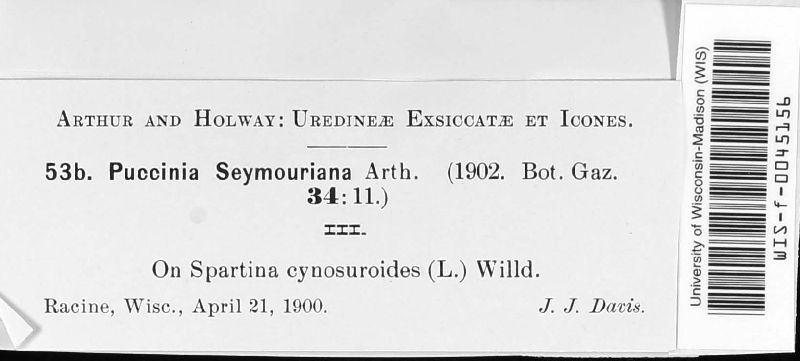 ARTHUR AND HOLWAY: UREDINEÆ EXSICCATÆ ET ICONES.
53b. Puccinia Seymouriana Arth. (1902. Bot. Gaz.
34:11.)
III.
On Spartina cynosuroides (L.) Willd.
Racine, Wisc., April 21, 1900. J. J. Davis.
University of Wisconsin-Madison (WIS)
WIS-f-0045156